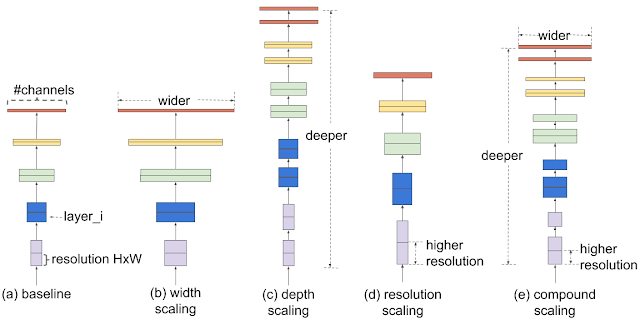 #channels
layer_i
resolution HxW
(a) baseline
wider
(b) width
scaling
deeper
(c) depth
scaling
higher
resolution
(d) resolution
scaling
wider
deeper
higher
resolution
(e) compound
scaling